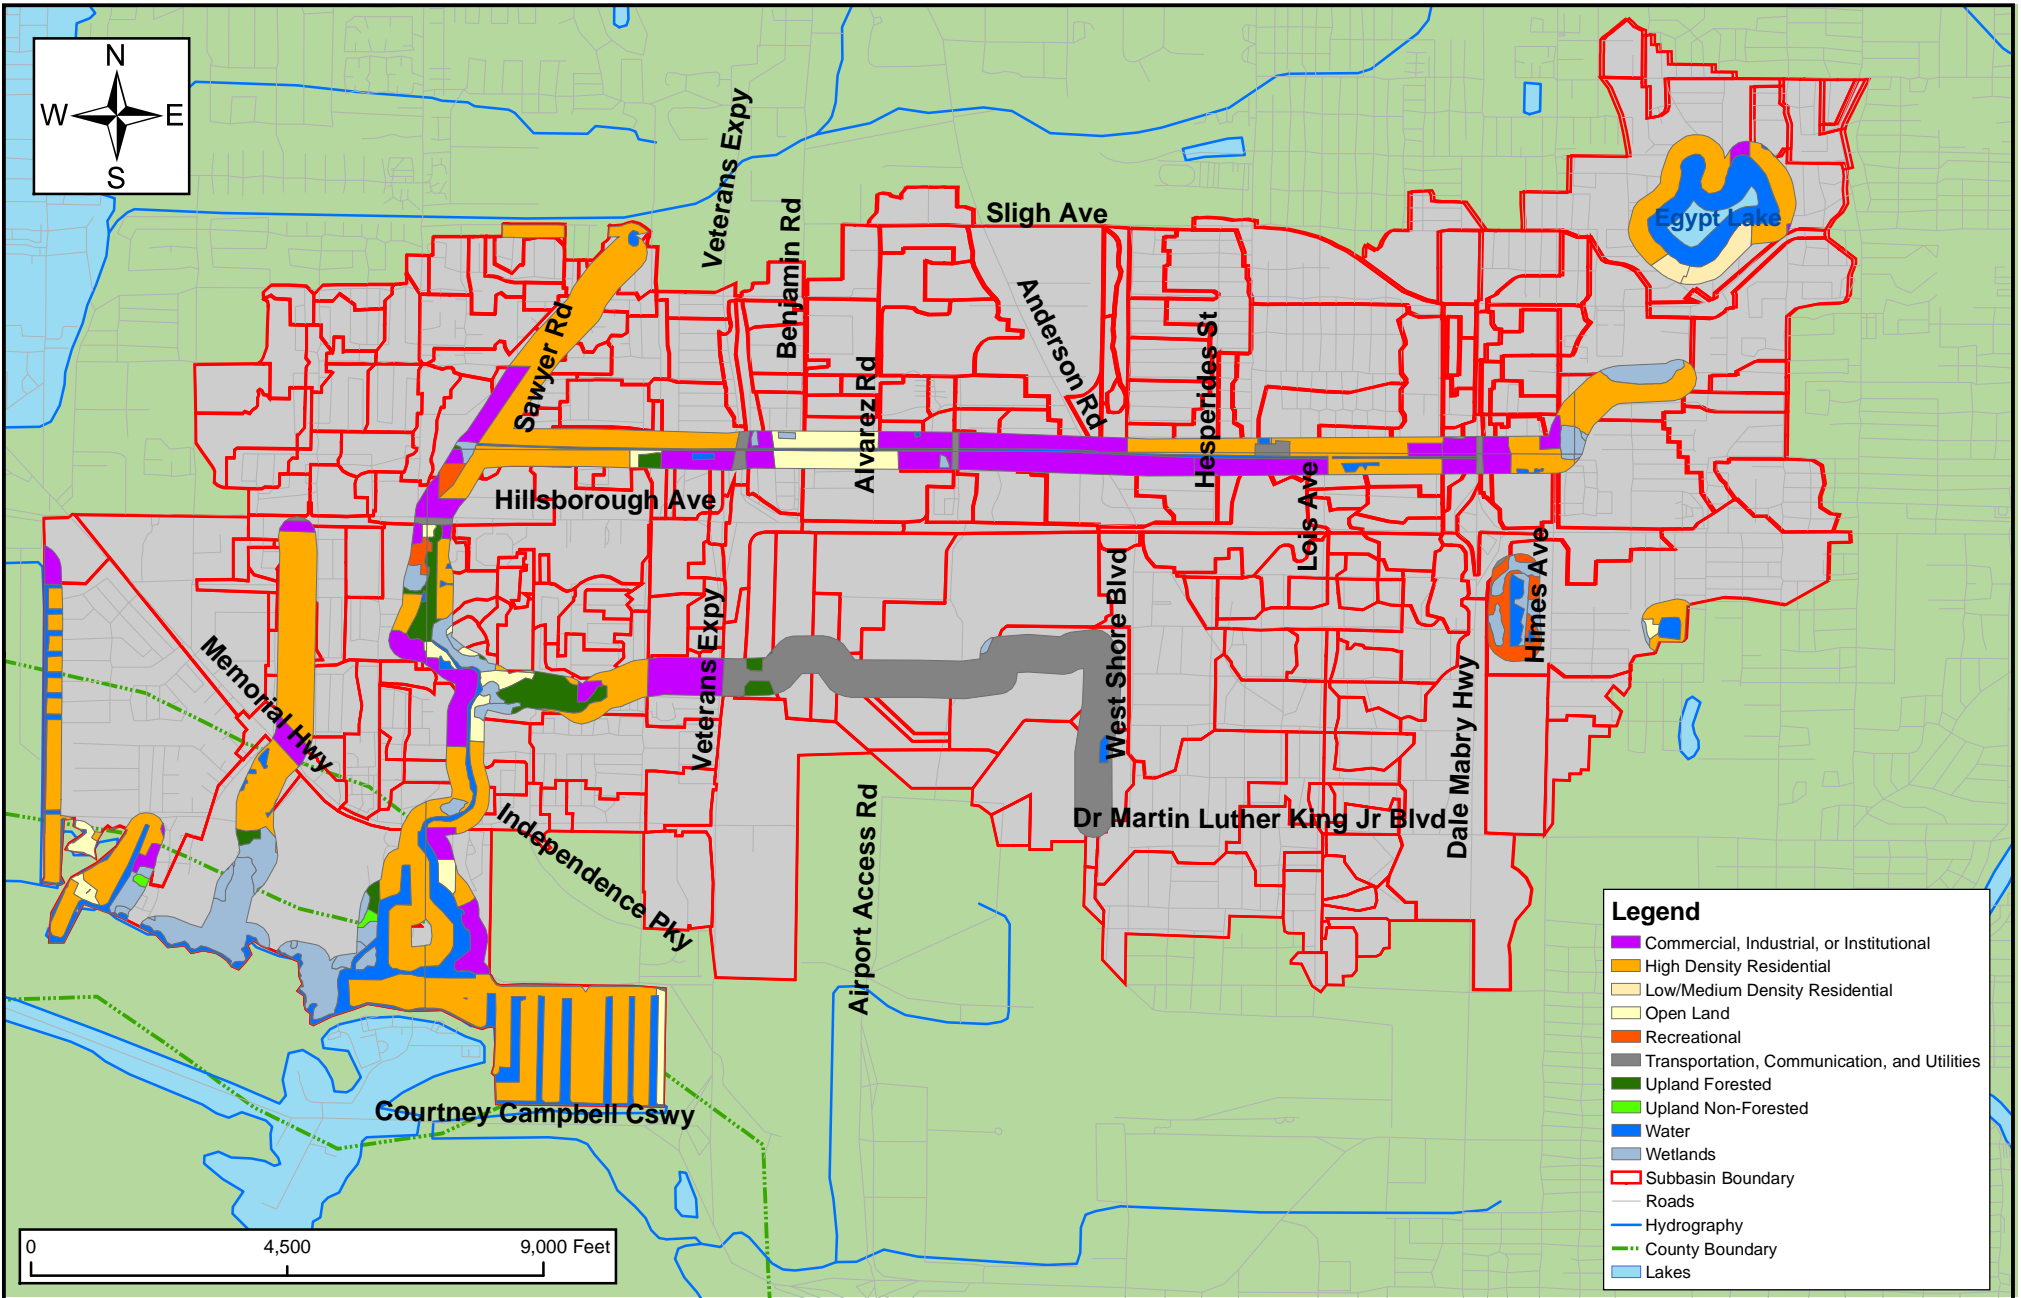 N
W E
S
Veterans Expy
Benjamin Rd
Sligh Ave
Egypt Lake
Anderson Rd
Sawyer Rd
Alvarez Rd
Hesperides St
Hillsborough Ave
Lois Ave
Himes Ave
West Shore Blvd
Memorial Hwy
Veterans Expy
Dale Mabry Hwy
Independence Pky
Airport Access Rd
Dr Martin Luther King Jr Blvd
Courtney Campbell Cswy
Legend
Commercial, Industrial, or Institutional
High Density Residential
Low/Medium Density Residential
Open Land
Recreational
Transportation, Communication, and Utilities
Upland Forested
Upland Non-Forested
Water
Wetlands
Subbasin Boundary
Roads
Hydrography
County Boundary
Lakes
0 4,500 9,000 Feet